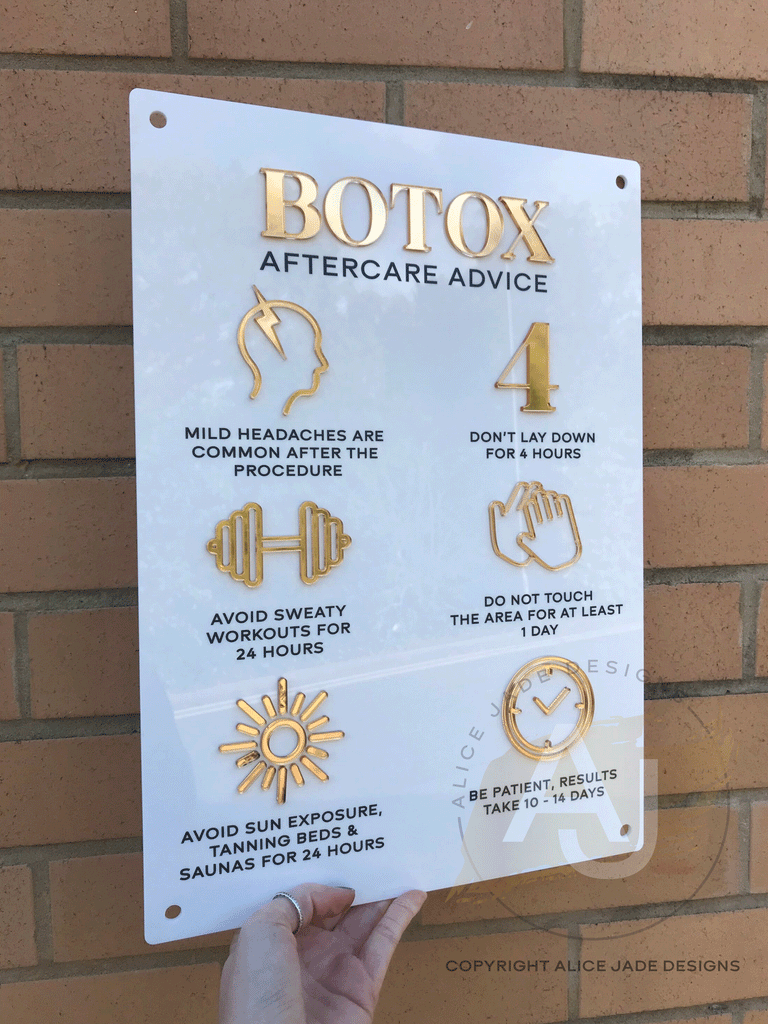 BOTOX
AFTERCARE ADVICE
MILD HEADACHES ARE
COMMON AFTER THE
PROCEDURE
4
DON'T LAY DOWN
FOR 4 HOURS
AVOID SWEATY
WORKOUTS FOR
24 HOURS
DO NOT TOUCH
THE AREA FOR AT LEAST
1 DAY
AVOID SUN EXPOSURE,
TANNING BEDS &
SAUNAS FOR 24 HOURS
BE PATIENT, RESULTS
TAKE 10 - 14 DAYS
ALICE JADE DESIGNS
AJ
COPYRIGHT ALICE JADE DESIGNS